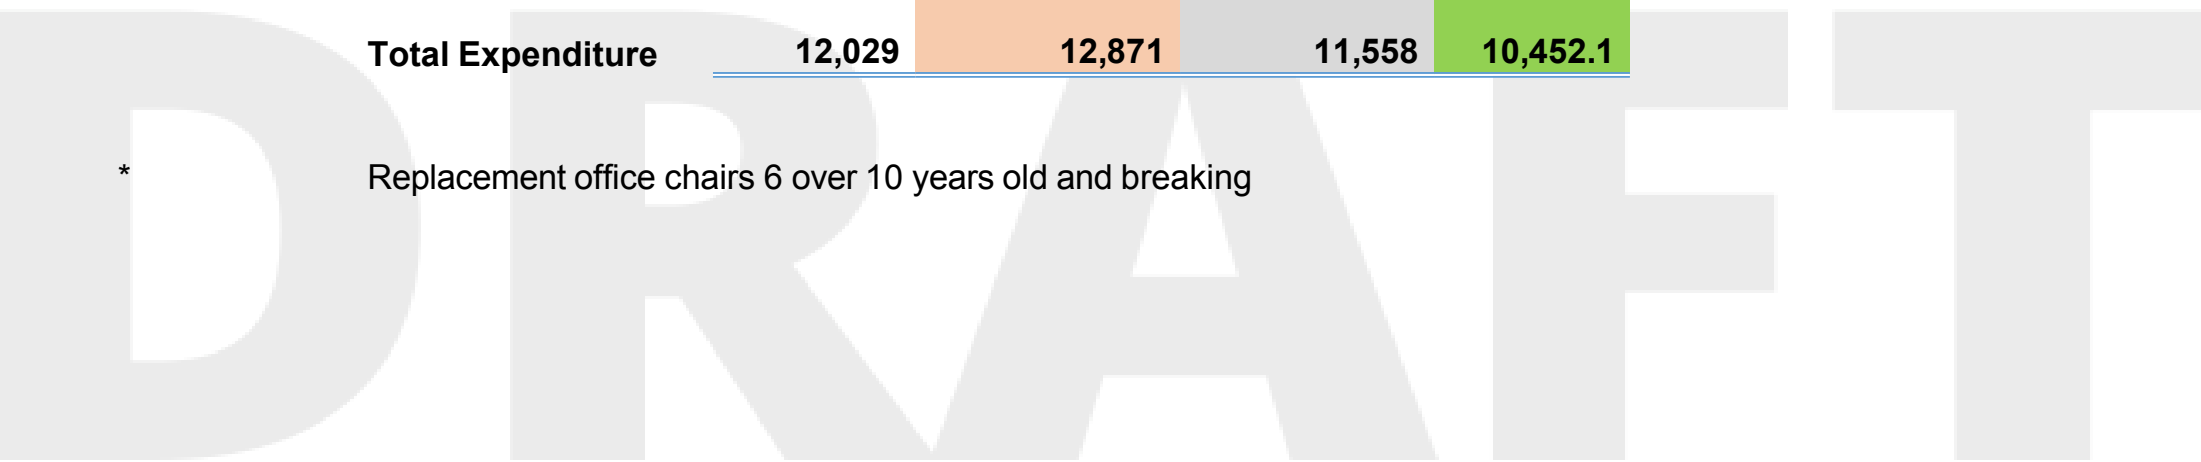 Total Expenditure 12,029 12,871 11,558 10,452.1
* Replacement office chairs 6 over 10 years old and breaking
DRAFT